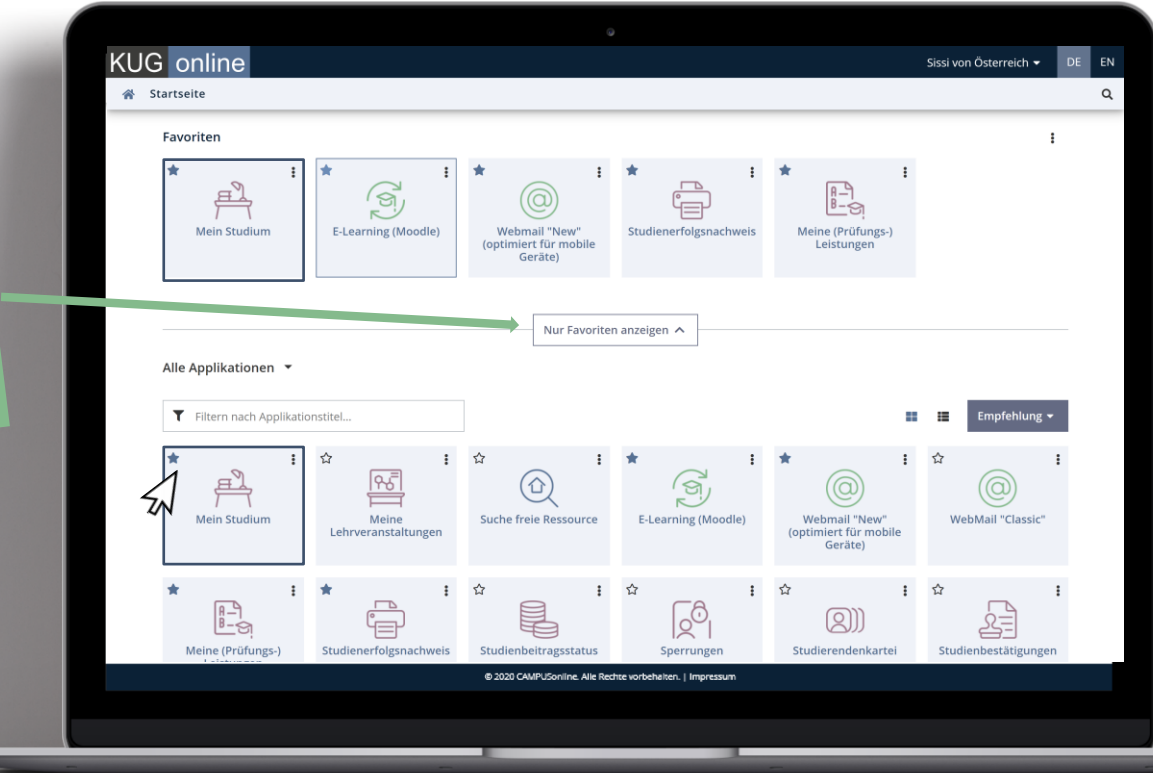 KUG online
Sissi von Österreich
DE
EN
Startseite
Favoriten
Mein Studium
E-Learning (Moodle)
Webmail "New"
(optimiert für mobile
Geräte)
Studienerfolgsnachweis
Meine (Prüfungs-)
Leistungen
Nur Favoriten anzeigen
Alle Applikationen
Filtern nach Applikationstitel...
Empfehlung
Mein Studium
Meine
Lehrveranstaltungen
Suche freie Ressource
E-Learning (Moodle)
Webmail "New"
(optimiert für mobile
Geräte)
WebMail "Classic"
Meine (Prüfungs-)
Studienerfolgsnachweis
Studienbeitragsstatus
Sperrungen
Studierendenkartei
Studienbestätigungen
© 2020 CAMPUSonline. Alle Rechte vorbehalten. | Impressum